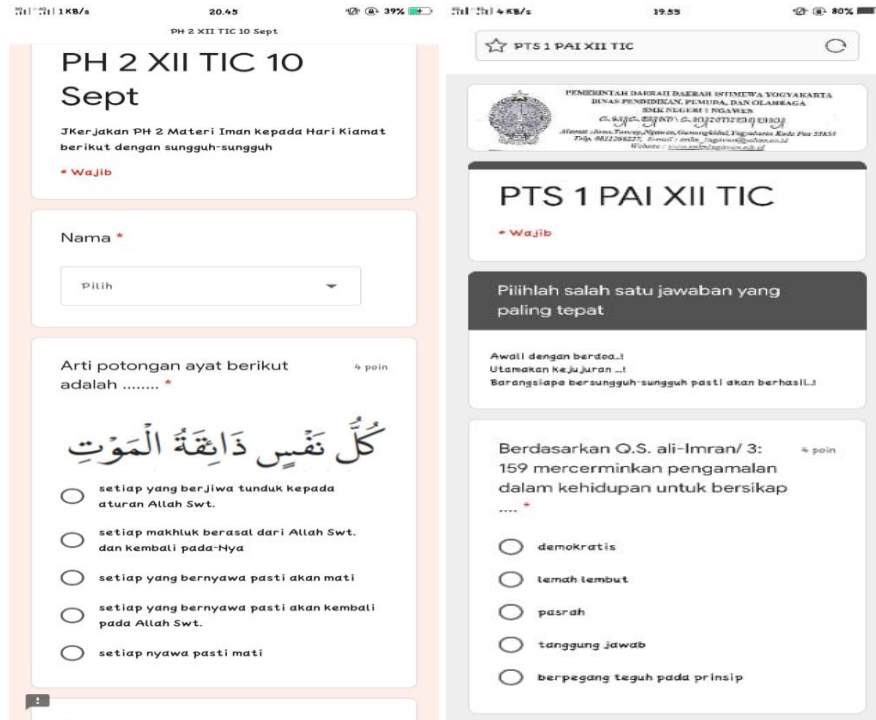 1 KB/s 20.45 39%
PH 2 XII TIC 10 Sept
PH 2 XII TIC 10
Sept
JKerjakan PH 2 Materi Iman kepada Hari Kiamat
berikut dengan sungguh-sungguh
* Wajib
Nama *
Pilih
Arti potongan ayat berikut
adalah ........ *
4 poin
كُلُّ نَفْسٍ ذَائِقَةُ الْمَوْتِ
setiap yang berjiwa tunduk kepada
aturan Allah Swt.
setiap makhluk berasal dari Allah Swt.
dan kembali pada-Nya
setiap yang bernyawa pasti akan mati
setiap yang bernyawa pasti akan kembali
pada Allah Swt.
setiap nyawa pasti mati
4 KB/s 19.55 80%
PTS 1 PAI XII TIC
PEMERINTAH DAERAH DAERAH ISTIMEWA YOGYAKARTA
DINAS PENDIDIKAN, PEMUDA, DAN OLAHRAGA
SMK NEGERI 1 NGAWEN
PTS 1 PAI XII TIC
* Wajib
Pilihlah salah satu jawaban yang
paling tepat
Awali dengan berdoa..!
Utamakan kejujuran ...!
Barangsiapa bersungguh-sungguh pasti akan berhasil..!
Berdasarkan Q.S. ali-Imran/ 3:
159 mercerminkan pengamalan
dalam kehidupan untuk bersikap
.... *
4 poin
demokratis
lemah lembut
pasrah
tanggung jawab
berpegang teguh pada prinsip